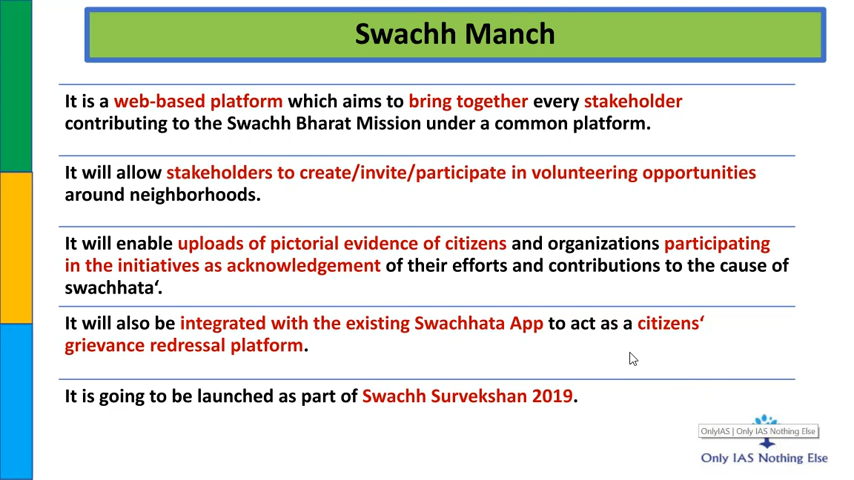 Swachh Manch
It is a web-based platform which aims to bring together every stakeholder
contributing to the Swachh Bharat Mission under a common platform.
It will allow stakeholders to create/invite/participate in volunteering opportunities
around neighborhoods.
It will enable uploads of pictorial evidence of citizens and organizations participating
in the initiatives as acknowledgement of their efforts and contributions to the cause of
swachhata‘.
It will also be integrated with the existing Swachhata App to act as a citizens‘
grievance redressal platform.
It is going to be launched as part of Swachh Survekshan 2019.
OnlyIAS | Only IAS Nothing Else
Only IAS Nothing Else